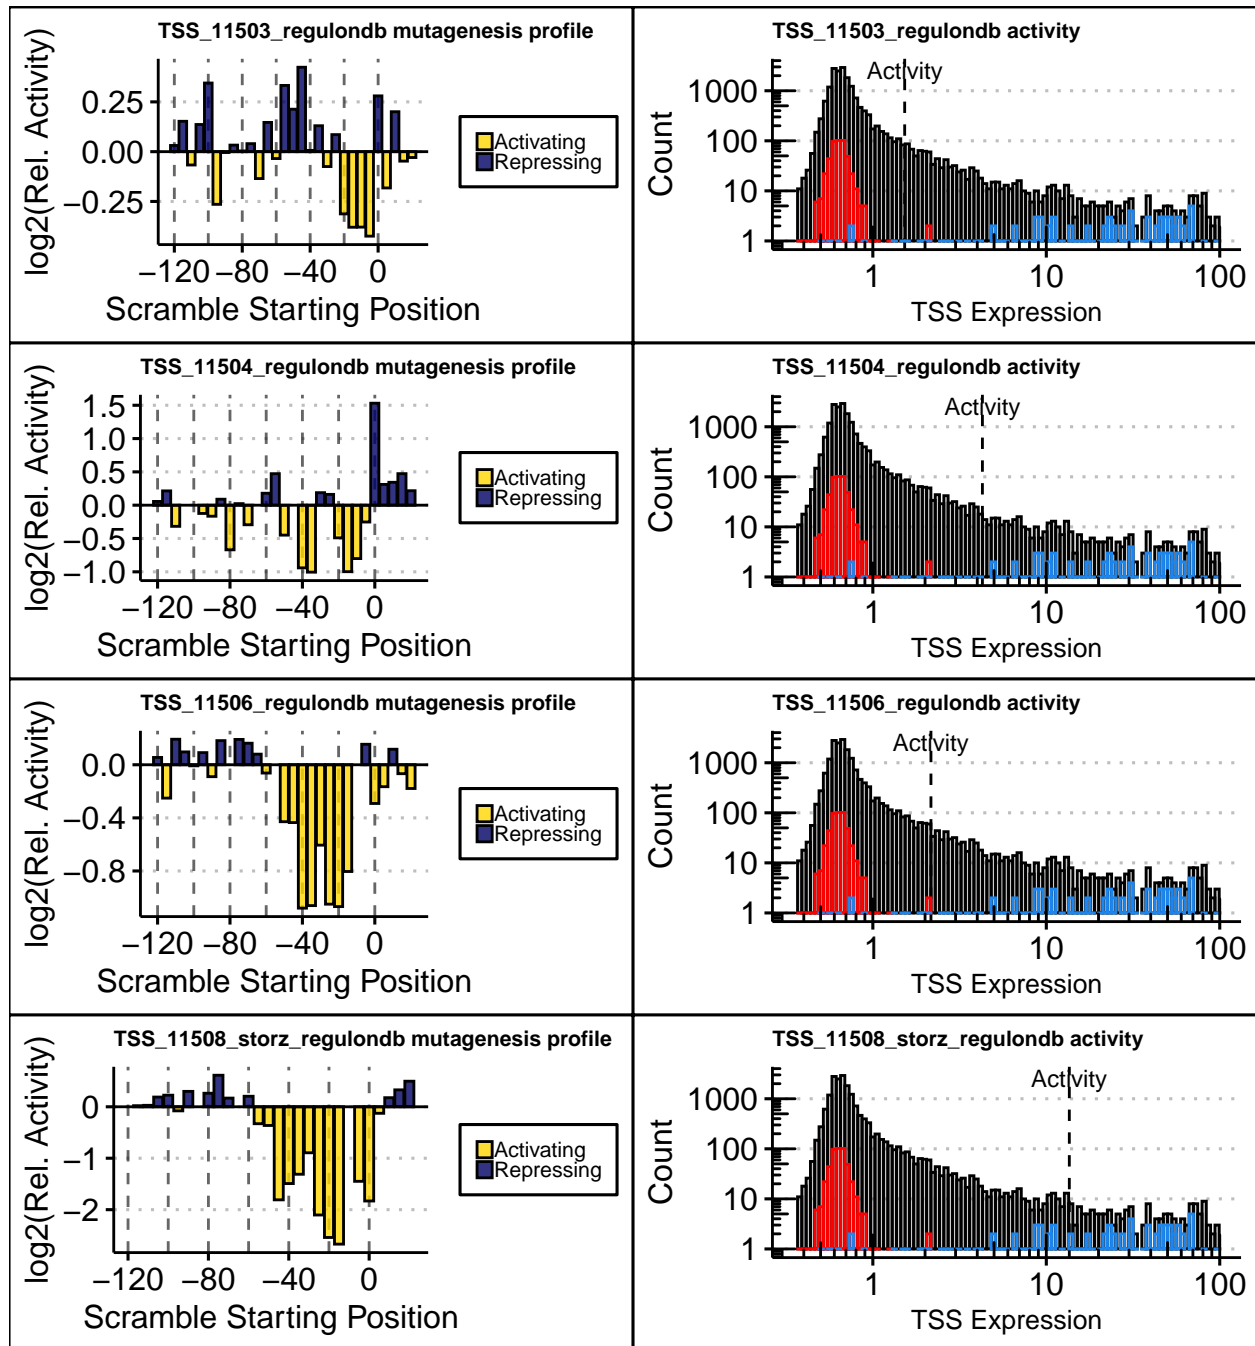 TSS_11503_regulondb mutagenesis profile
log2(Rel. Activity)
0.25
0.00
−0.25
−120 −80 −40 0
Scramble Starting Position
Activating
Repressing
TSS_11503_regulondb activity
Activity
Count
1000
100
10
1
1 10 100
TSS Expression
TSS_11504_regulondb mutagenesis profile
log2(Rel. Activity)
1.5
1.0
0.5
0.0
−0.5
−1.0
−120 −80 −40 0
Scramble Starting Position
Activating
Repressing
TSS_11504_regulondb activity
Activity
Count
1000
100
10
1
1 10 100
TSS Expression
TSS_11506_regulondb mutagenesis profile
log2(Rel. Activity)
0.0
−0.4
−0.8
−120 −80 −40 0
Scramble Starting Position
Activating
Repressing
TSS_11506_regulondb activity
Activity
Count
1000
100
10
1
1 10 100
TSS Expression
TSS_11508_storz_regulondb mutagenesis profile
log2(Rel. Activity)
0
−1
−2
−120 −80 −40 0
Scramble Starting Position
Activating
Repressing
TSS_11508_storz_regulondb activity
Activity
Count
1000
100
10
1
1 10 100
TSS Expression